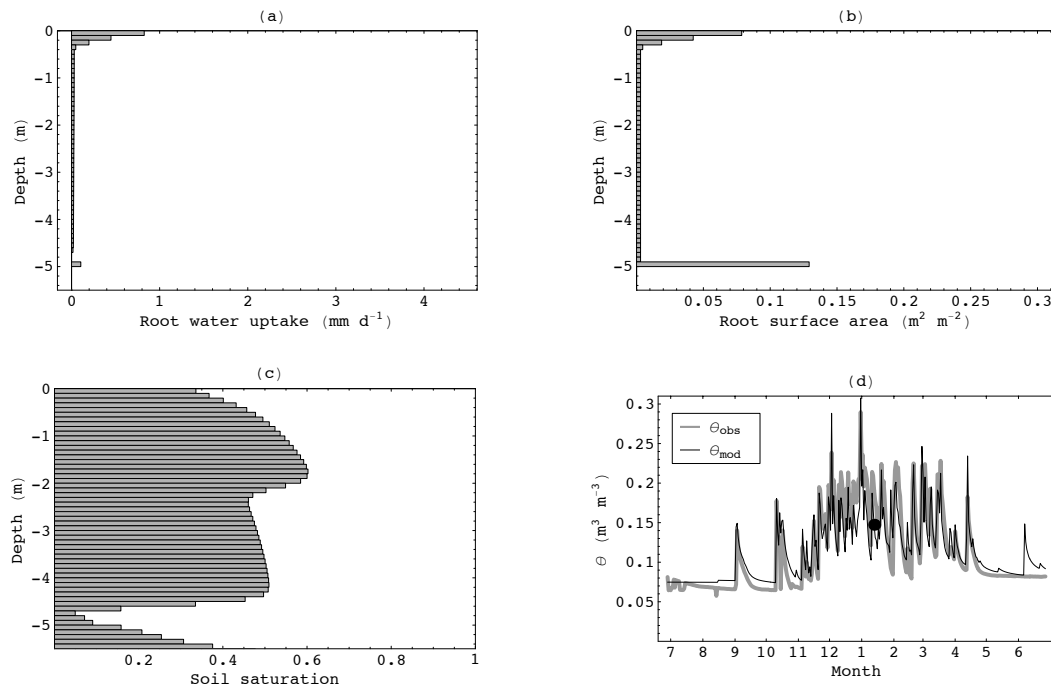 (a)
0
-1
-2
-3
-4
-5
Depth (m)
0 1 2 3 4
Root water uptake (mm d⁻¹)
(b)
0
-1
-2
-3
-4
-5
Depth (m)
0.05 0.1 0.15 0.2 0.25 0.3
Root surface area (m² m⁻²)
(c)
0
-1
-2
-3
-4
-5
Depth (m)
0.2 0.4 0.6 0.8 1
Soil saturation
(d)
0.3
0.25
0.2
0.15
0.1
0.05
θ (m³ m⁻³)
θobs
θmod
7 8 9 10 11 12 1 2 3 4 5 6
Month